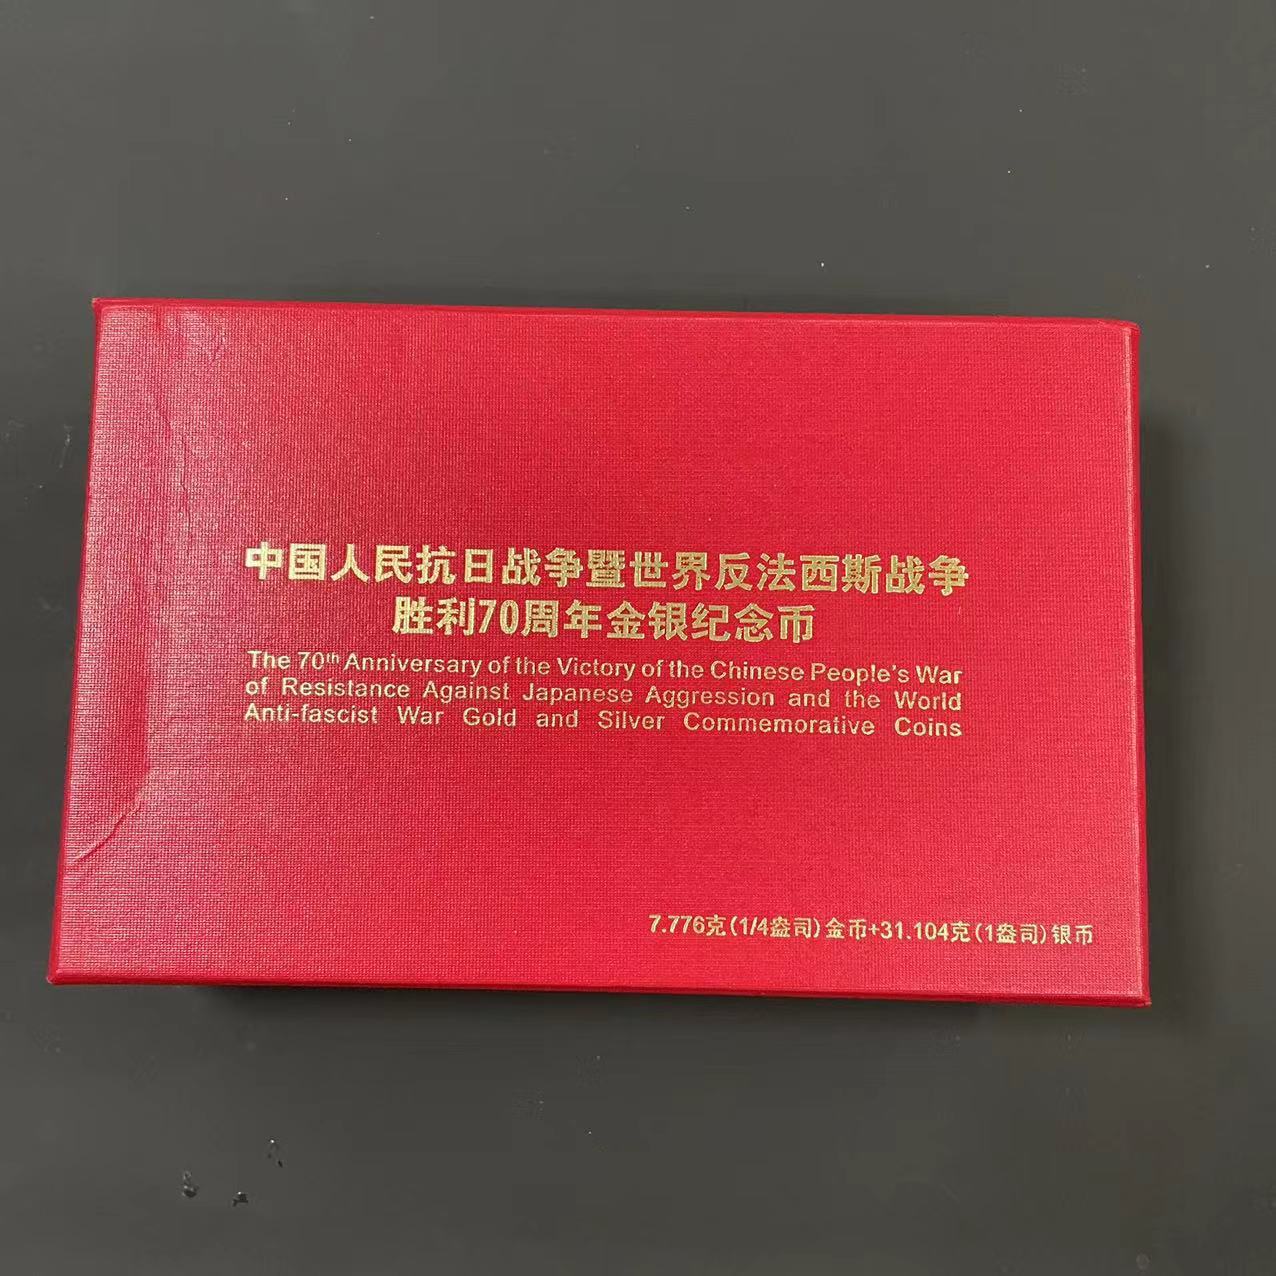 中国人民抗日战争暨世界反法西斯战争
胜利70周年金银纪念币
The 70th Anniversary of the Victory of the Chinese People's War
of Resistance Against Japanese Aggression and the World
Anti-fascist War Gold and Silver Commemorative Coins
7.776克(1/4盎司)金币+31.104克(1盎司)银币